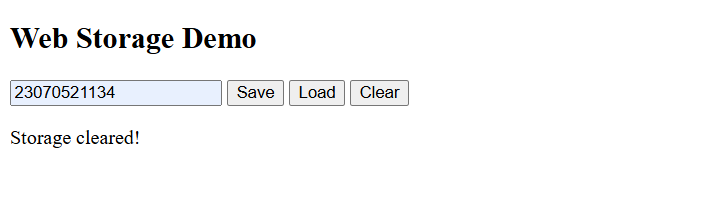 Web Storage Demo
23070521134 Save Load Clear
Storage cleared!